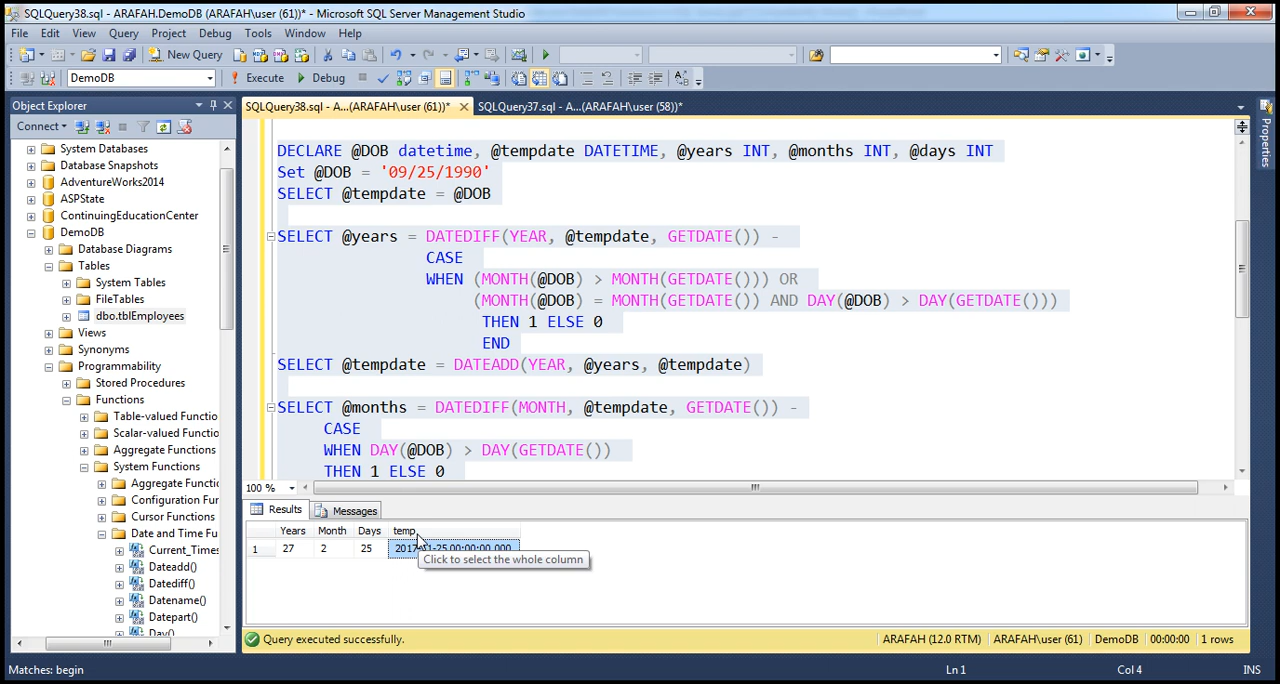 SQLQuery38.sql - ARAFAH.DemoDB (ARAFAH\user (61))* - Microsoft SQL Server Management Studio
File Edit View Query Project Debug Tools Window Help
New Query
DemoDB Execute Debug
Object Explorer
SQLQuery38.sql - A...(ARAFAH\user (61))* SQLQuery37.sql - A...(ARAFAH\user (58))*
Connect
Properties
System Databases
Database Snapshots
AdventureWorks2014
ASPState
ContinuingEducationCenter
DemoDB
Database Diagrams
Tables
System Tables
FileTables
dbo.tblEmployees
Views
Synonyms
Programmability
Stored Procedures
Functions
Table-valued Functio
Scalar-valued Functio
Aggregate Functions
System Functions
Aggregate Functi
Configuration Fur
Cursor Functions
Date and Time Fu
Current_Times
Dateadd()
Datediff()
Datename()
Datepart()
Day()
DECLARE @DOB datetime, @tempdate DATETIME, @years INT, @months INT, @days INT
Set @DOB = '09/25/1990'
SELECT @tempdate = @DOB
SELECT @years = DATEDIFF(YEAR, @tempdate, GETDATE()) -
CASE
WHEN (MONTH(@DOB) > MONTH(GETDATE())) OR
(MONTH(@DOB) = MONTH(GETDATE()) AND DAY(@DOB) > DAY(GETDATE()))
THEN 1 ELSE 0
END
SELECT @tempdate = DATEADD(YEAR, @years, @tempdate)
SELECT @months = DATEDIFF(MONTH, @tempdate, GETDATE()) -
CASE
WHEN DAY(@DOB) > DAY(GETDATE())
THEN 1 ELSE 0
100 %
Results Messages
Years Month Days temp
1 27 2 25
Click to select the whole column
Query executed successfully. ARAFAH (12.0 RTM) ARAFAH\user (61) DemoDB 00:00:00 1 rows
Matches: begin Ln 1 Col 4 INS